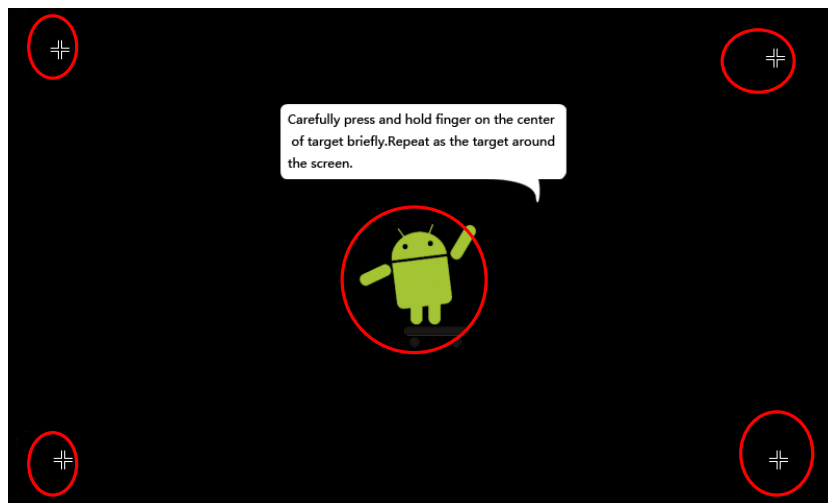 Carefully press and hold finger on the center
of target briefly.Repeat as the target around
the screen.